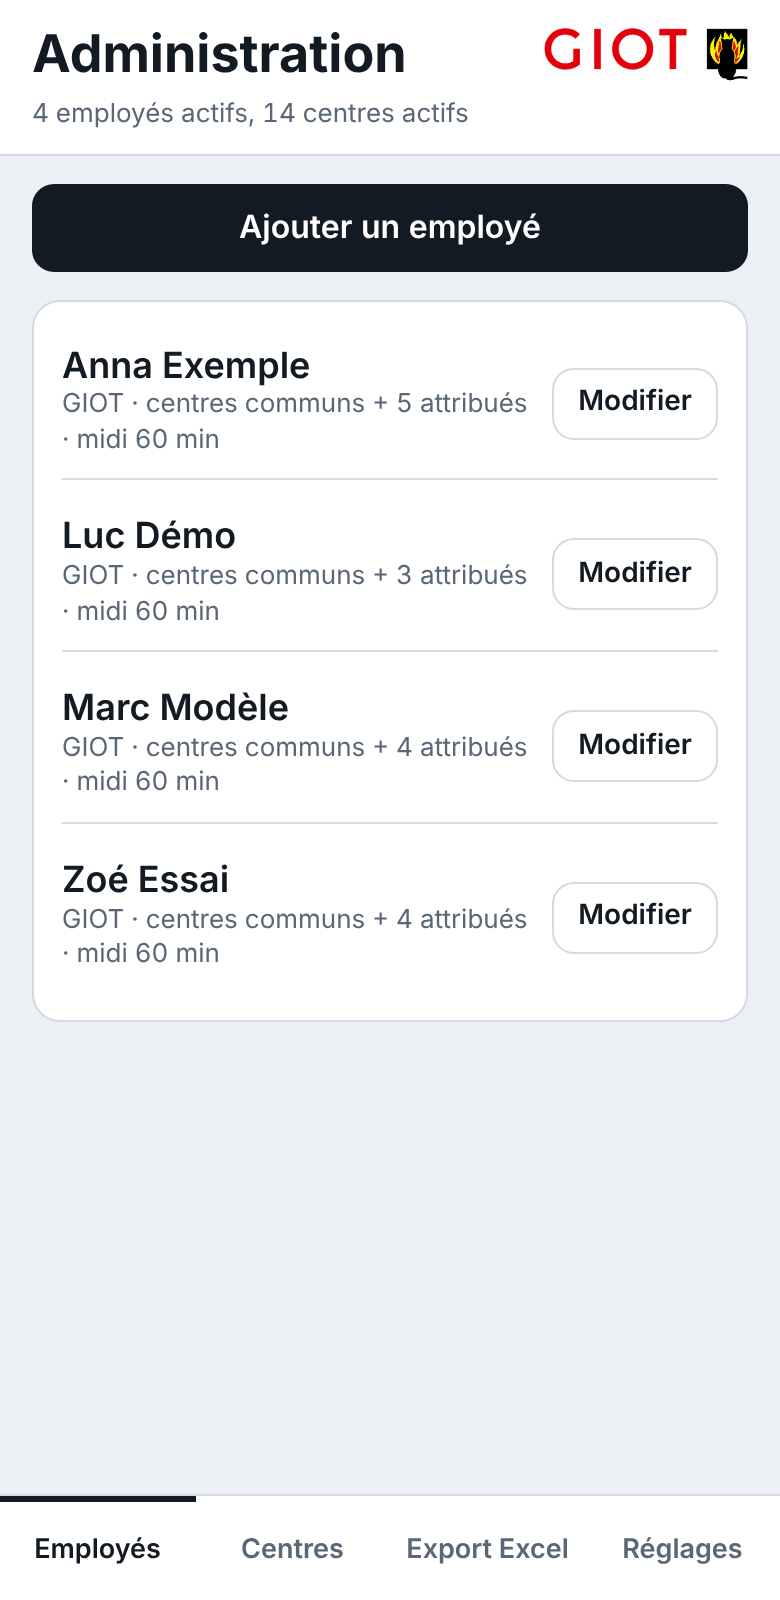 Administration
GIOT
4 employés actifs, 14 centres actifs
Ajouter un employé
Anna Exemple
GIOT · centres communs + 5 attribués
· midi 60 min
Modifier
Luc Démo
GIOT · centres communs + 3 attribués
· midi 60 min
Modifier
Marc Modèle
GIOT · centres communs + 4 attribués
· midi 60 min
Modifier
Zoé Essai
GIOT · centres communs + 4 attribués
· midi 60 min
Modifier
Employés
Centres
Export Excel
Réglages